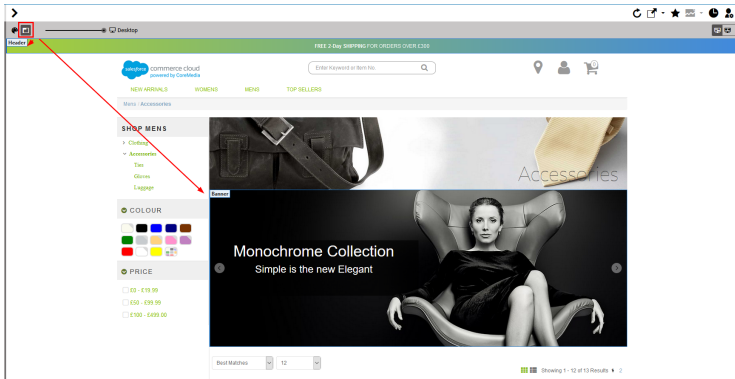 Desktop
Header
FREE 2-Day SHIPPING FOR ORDERS OVER £300
salesforce commerce cloud
powered by CoreMedia
Enter Keyword or Item No.
0
NEW ARRIVALS WOMENS MENS TOP SELLERS
Mens / Accessories
SHOP MENS
Clothing
Accessories
Ties
Gloves
Luggage
COLOUR
PRICE
£0 - £19.99
£50 - £99.99
£100 - £499.00
Accessories
Banner
Monochrome Collection
Simple is the new Elegant
Best Matches 12
Showing 1 - 12 of 13 Results 2